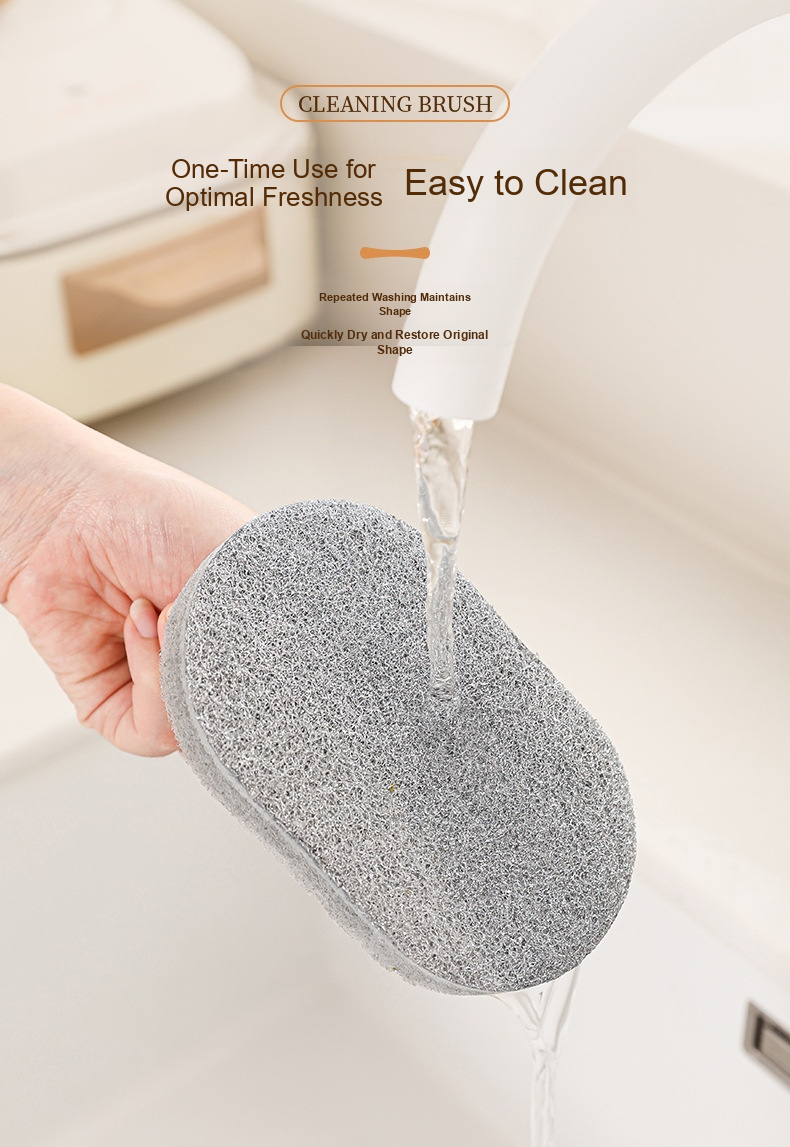 CLEANING BRUSH
One-Time Use for
Optimal Freshness
Easy to Clean
Repeated Washing Maintains
Shape
Quickly Dry and Restore Original
Shape